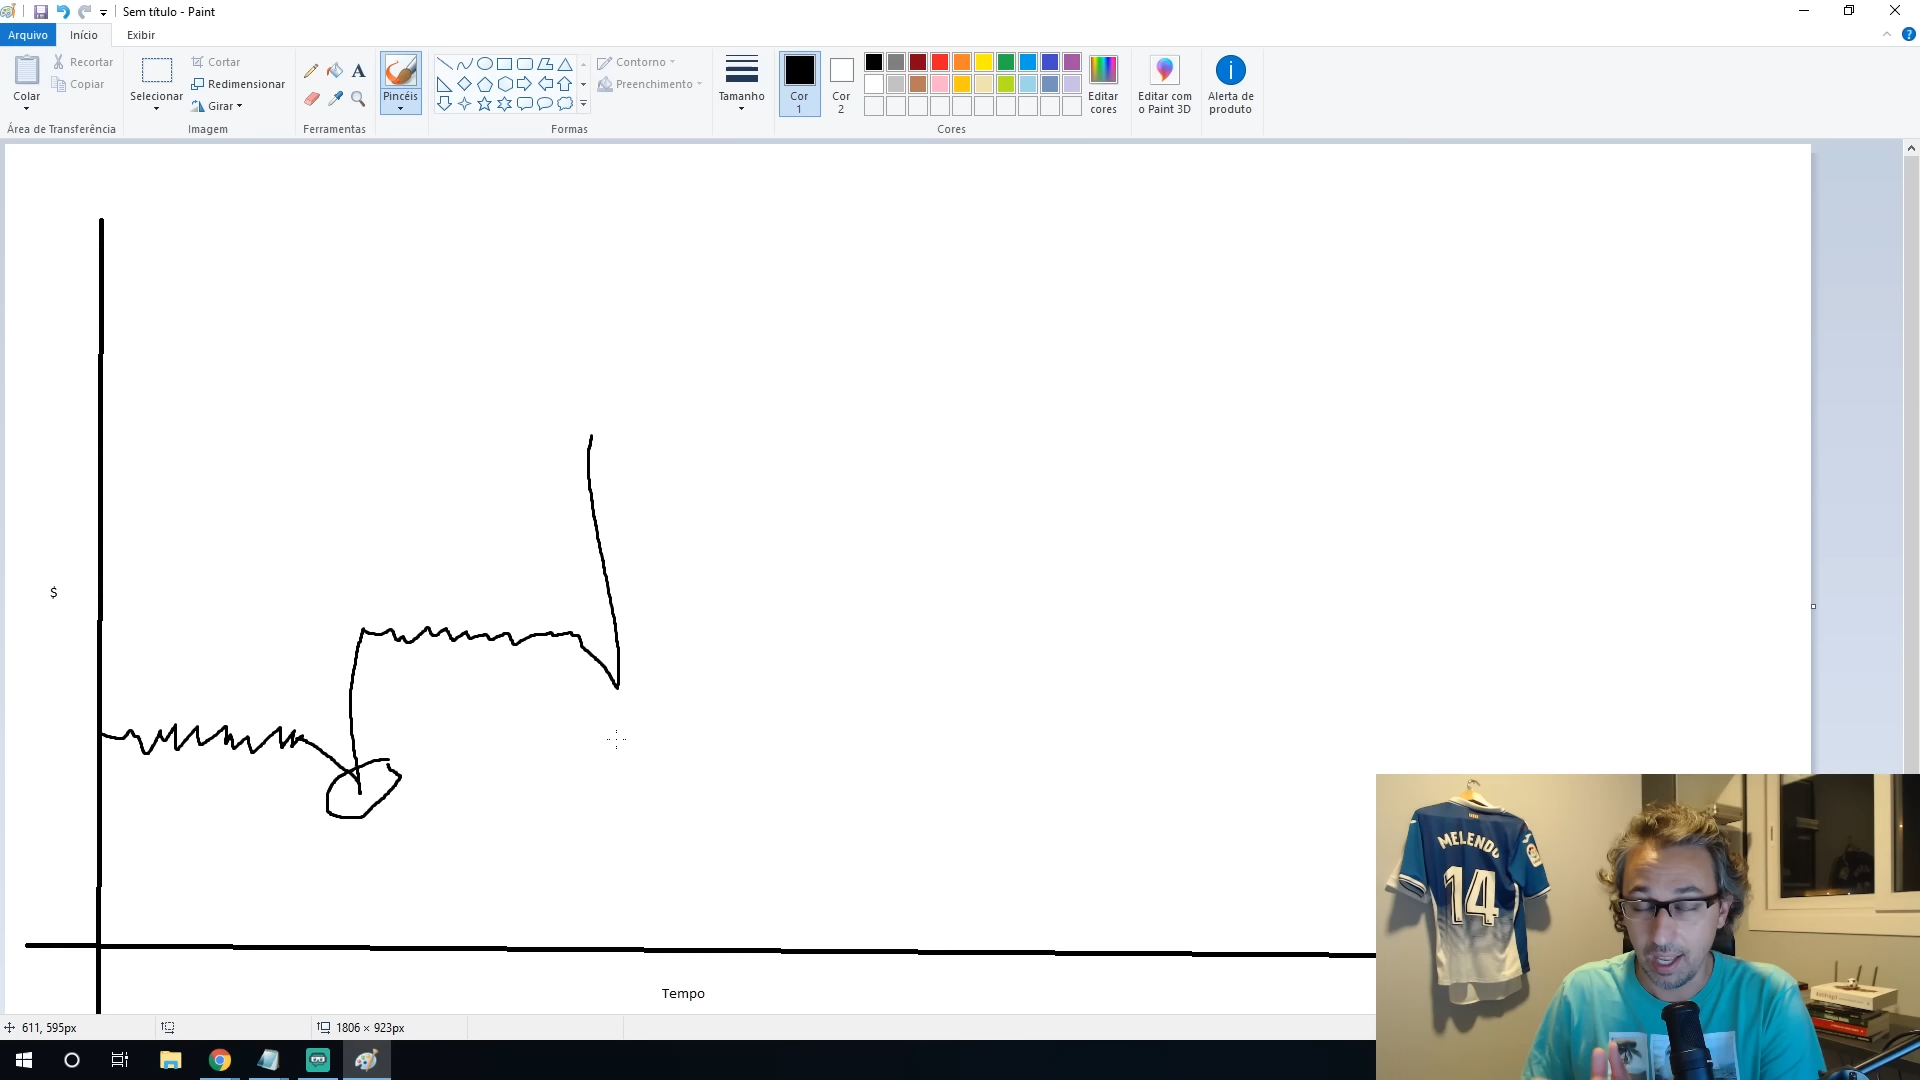 Sem título - Paint
Arquivo Início Exibir
Colar
Recortar
Copiar
Área de Transferência
Selecionar
Cortar
Redimensionar
Girar
Imagem
A
Ferramentas
Pincéis
Formas
Contorno
Preenchimento
Tamanho
Cor
1
Cor
2
Cores
Editar
cores
Editar com
o Paint 3D
Alerta de
produto
$
Tempo
MELENDO
14
611, 595px
1806 × 923px